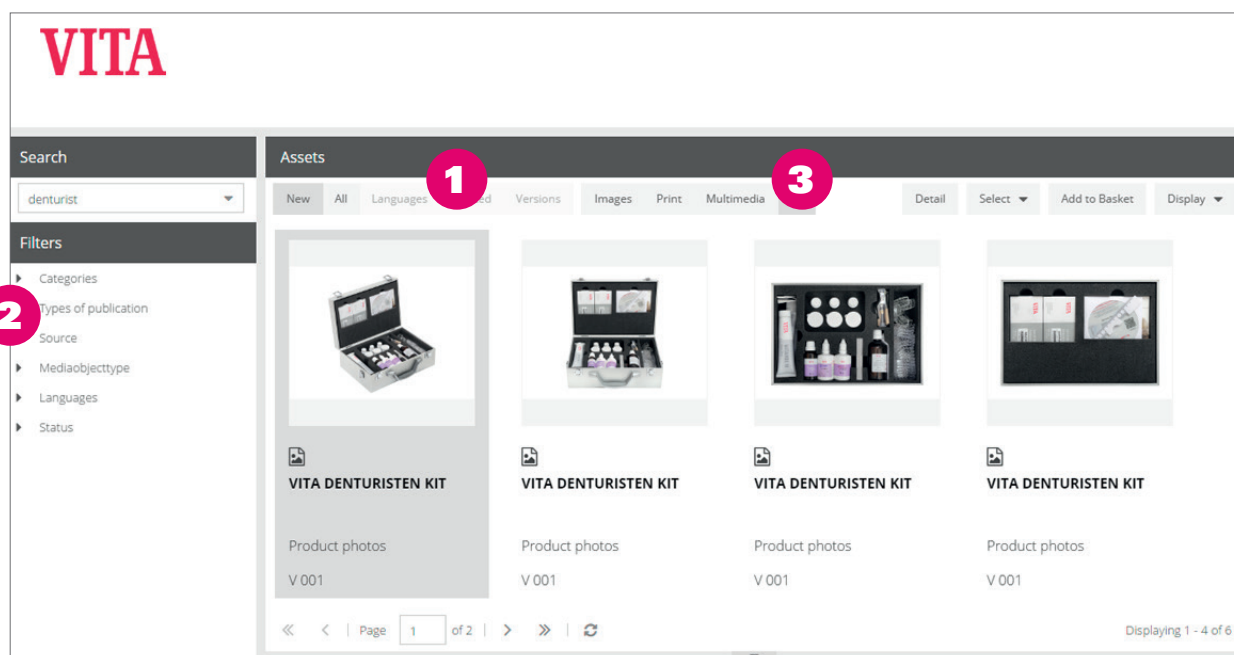 VITA
Search
denturist
Filters
Categories
2
Types of publication
Source
Mediaobjecttype
Languages
Status
Assets
1
3
New All Languages Versions Images Print Multimedia Detail Select Add to Basket Display
VITA DENTURISTEN KIT VITA DENTURISTEN KIT VITA DENTURISTEN KIT VITA DENTURISTEN KIT
Product photos Product photos Product photos Product photos
V 001 V 001 V 001 V 001
Page 1 of 2
Displaying 1 - 4 of 6